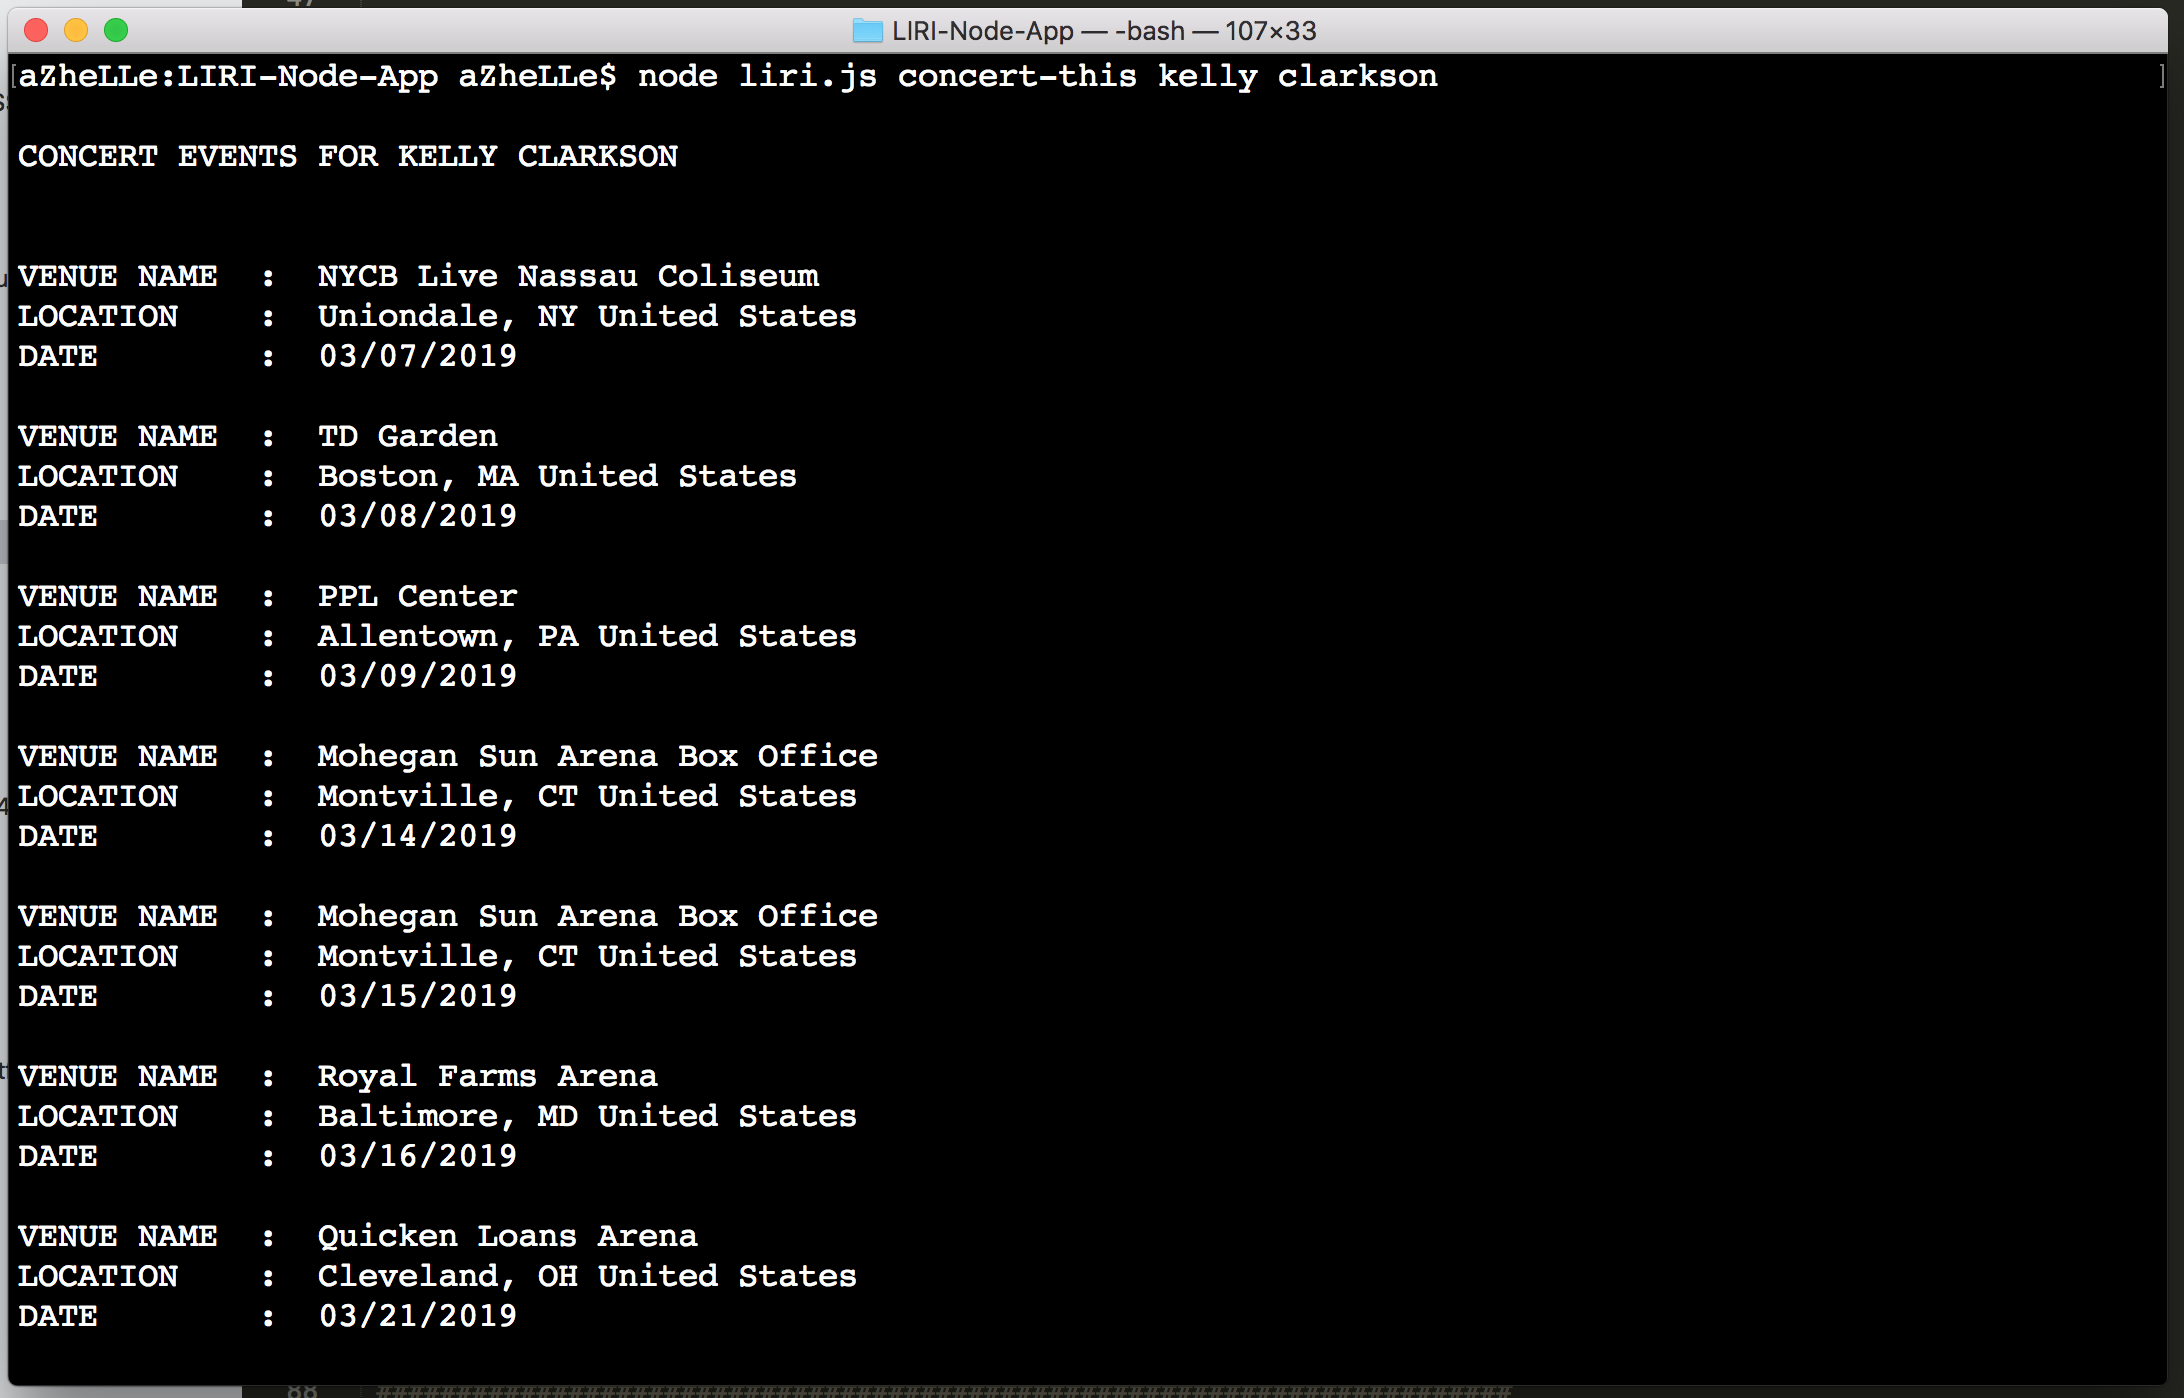 LIRI-Node-App — -bash — 107×33
[aZheLLe:LIRI-Node-App aZheLLe$ node liri.js concert-this kelly clarkson ]
CONCERT EVENTS FOR KELLY CLARKSON
VENUE NAME : NYCB Live Nassau Coliseum
LOCATION : Uniondale, NY United States
DATE : 03/07/2019
VENUE NAME : TD Garden
LOCATION : Boston, MA United States
DATE : 03/08/2019
VENUE NAME : PPL Center
LOCATION : Allentown, PA United States
DATE : 03/09/2019
VENUE NAME : Mohegan Sun Arena Box Office
LOCATION : Montville, CT United States
DATE : 03/14/2019
VENUE NAME : Mohegan Sun Arena Box Office
LOCATION : Montville, CT United States
DATE : 03/15/2019
VENUE NAME : Royal Farms Arena
LOCATION : Baltimore, MD United States
DATE : 03/16/2019
VENUE NAME : Quicken Loans Arena
LOCATION : Cleveland, OH United States
DATE : 03/21/2019
88